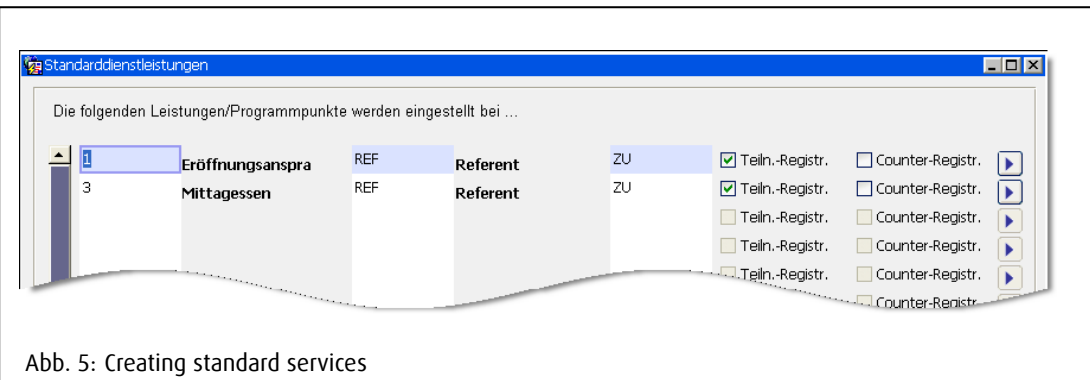 Standarddienstleistungen
Die folgenden Leistungen/Programmpunkte werden eingestellt bei ...
1 Eröffnungsanspra REF Referent ZU Teiln.-Registr. Counter-Registr.
3 Mittagessen REF Referent ZU Teiln.-Registr. Counter-Registr.
Teiln.-Registr. Counter-Registr.
Teiln.-Registr. Counter-Registr.
Teiln.-Registr. Counter-Registr.
Counter-Registr.
Abb. 5: Creating standard services